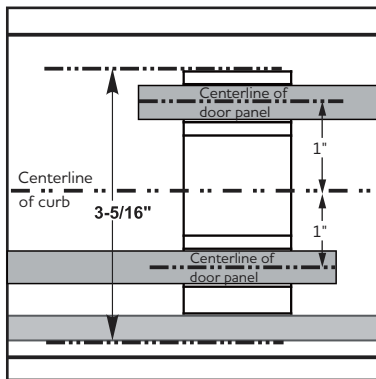 Centerline of
door panel
1"
Centerline
of curb
3-5/16"
1"
Centerline of
door panel